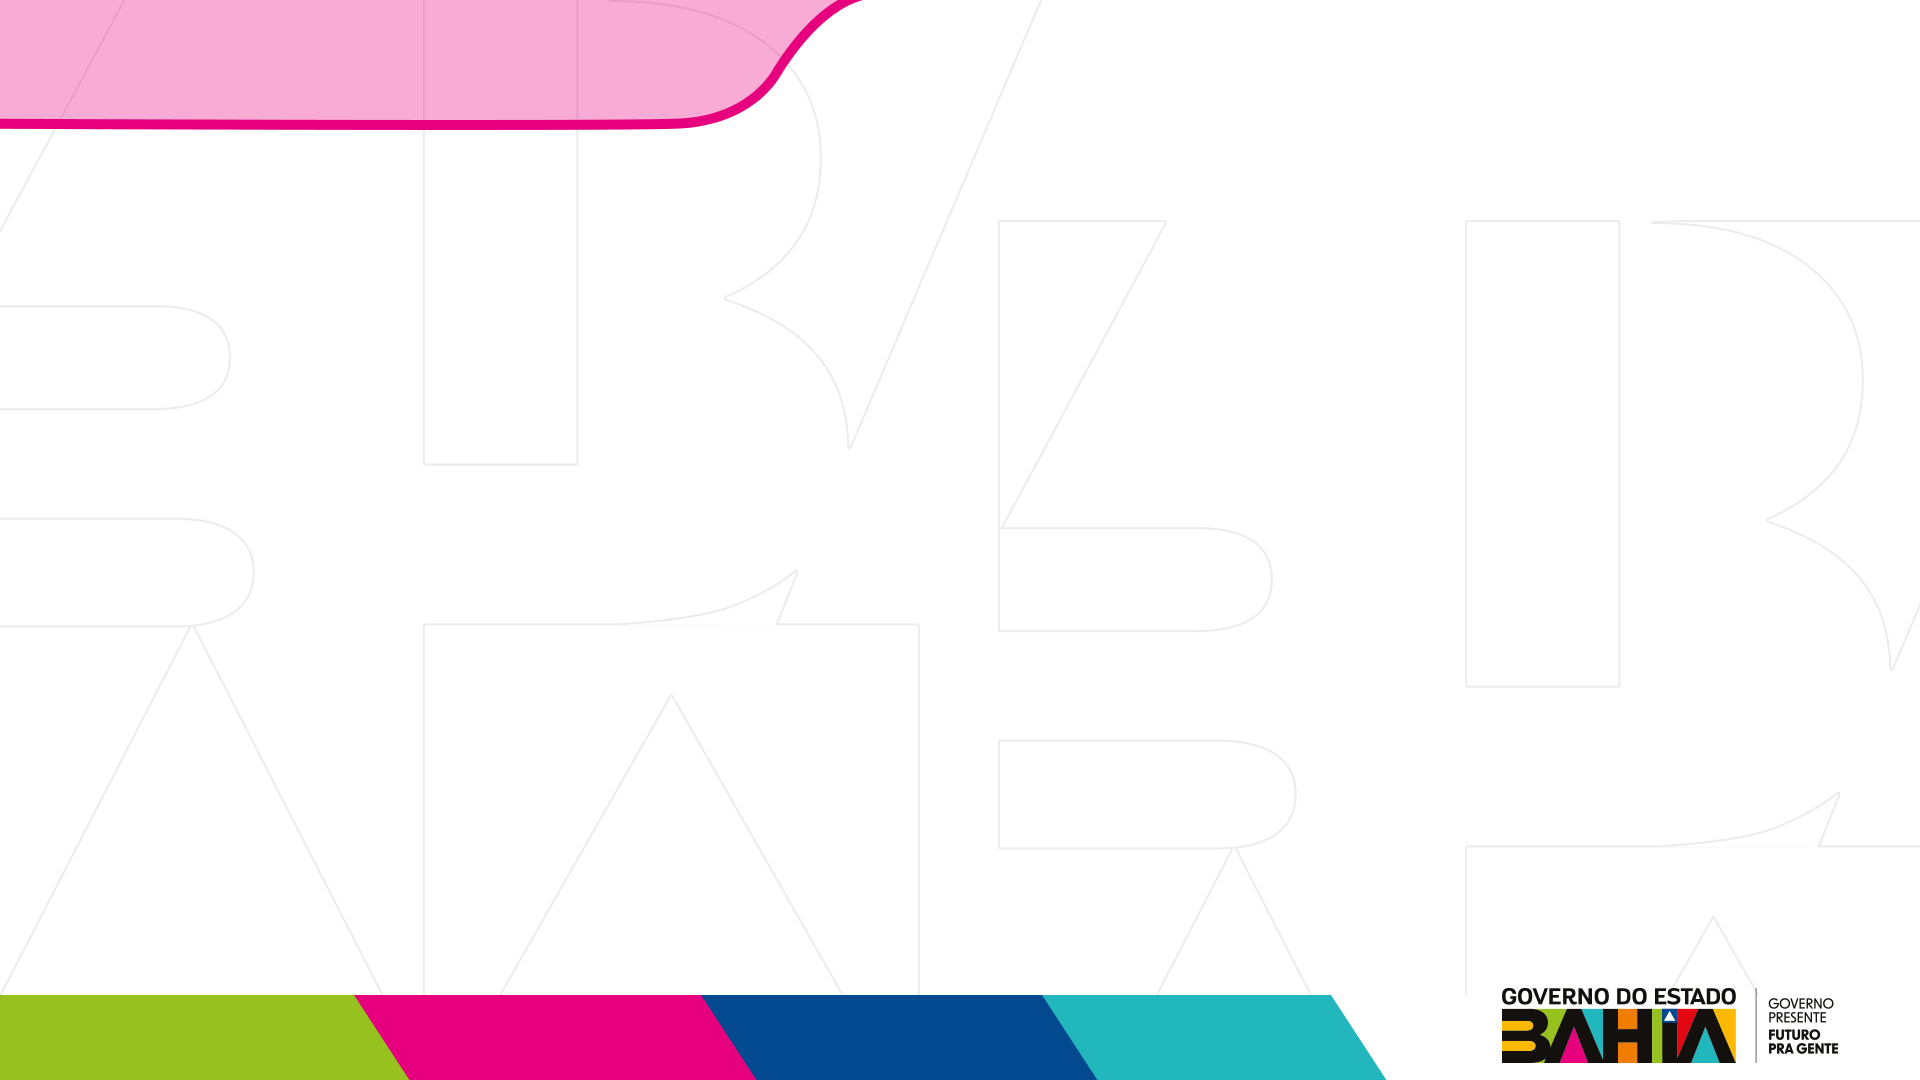 GOVERNO DO ESTADO
BAHIA
GOVERNO
PRESENTE
FUTURO
PRA GENTE